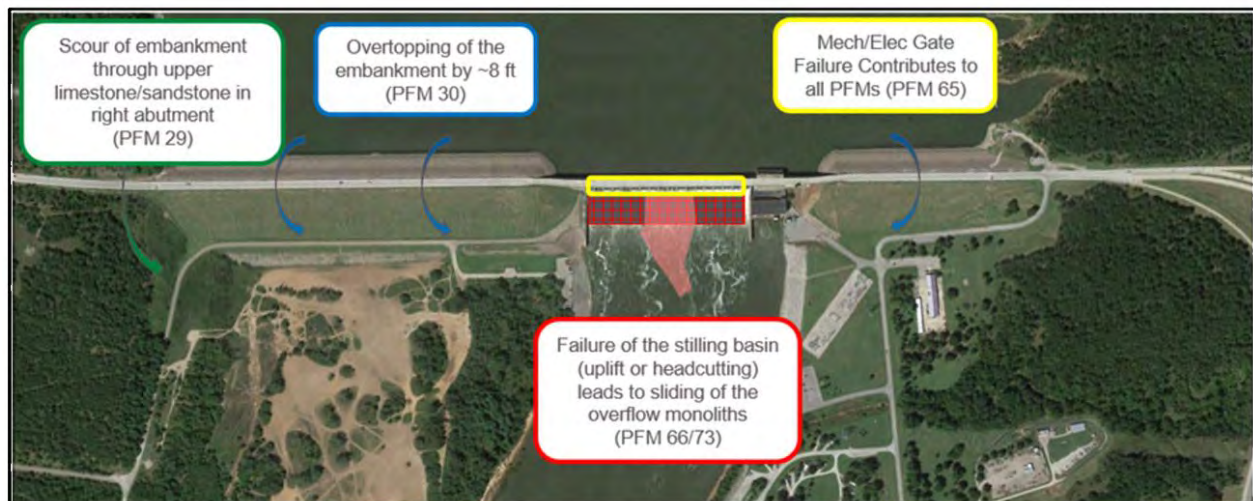 Scour of embankment
through upper
limestone/sandstone in
right abutment
(PFM 29)
Overtopping of the
embankment by ~8 ft
(PFM 30)
Mech/Elec Gate
Failure Contributes to
all PFMs (PFM 65)
Failure of the stilling basin
(uplift or headcutting)
leads to sliding of the
overflow monoliths
(PFM 66/73)